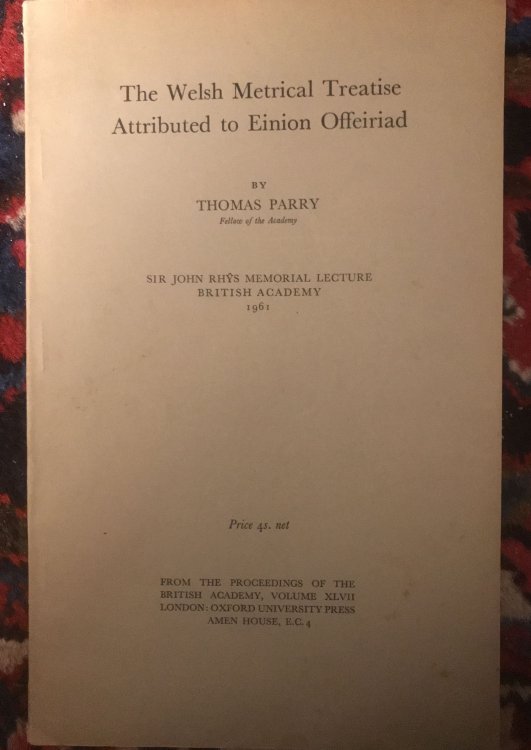 The Welsh Metrical Treatise
Attributed to Einion Offeiriad
BY
THOMAS PARRY
Fellow of the Academy
SIR JOHN RHŶS MEMORIAL LECTURE
BRITISH ACADEMY
1961
Price 4s. net
FROM THE PROCEEDINGS OF THE
BRITISH ACADEMY, VOLUME XLVII
LONDON: OXFORD UNIVERSITY PRESS
AMEN HOUSE, E.C. 4